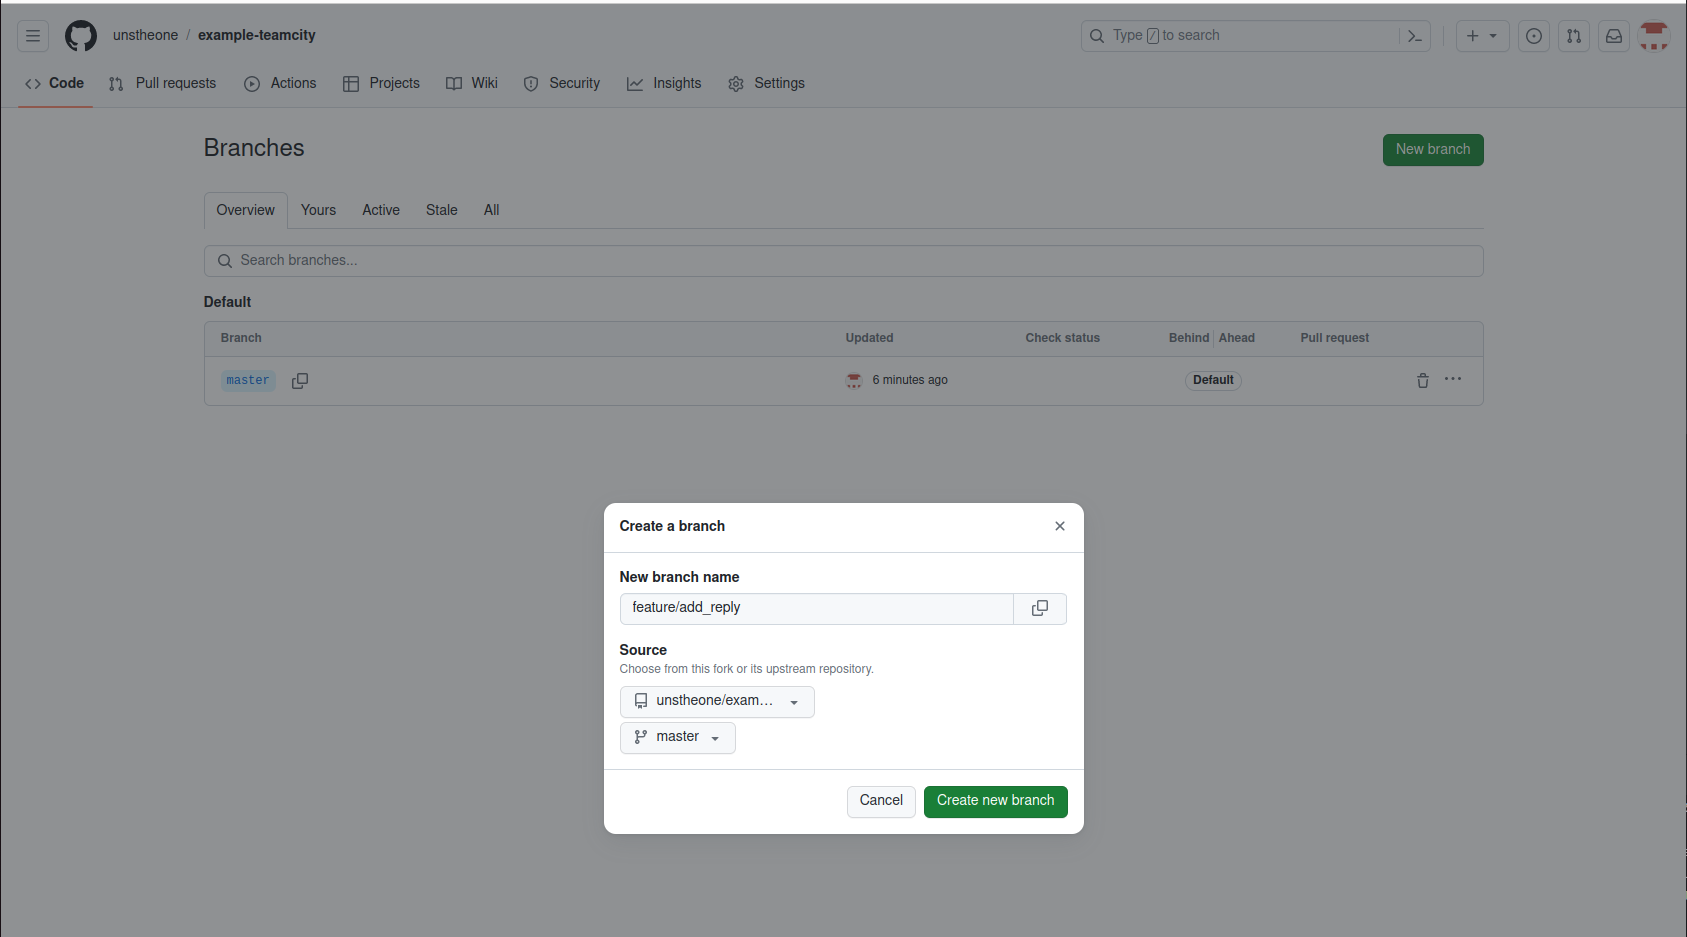 unstheone / example-teamcity
Type / to search
Code Pull requests Actions Projects Wiki Security Insights Settings
Branches
New branch
Overview Yours Active Stale All
Search branches...
Default
Branch Updated Check status Behind Ahead Pull request
master 6 minutes ago Default
Create a branch
New branch name
feature/add_reply
Source
Choose from this fork or its upstream repository.
unstheone/exam...
master
Cancel Create new branch